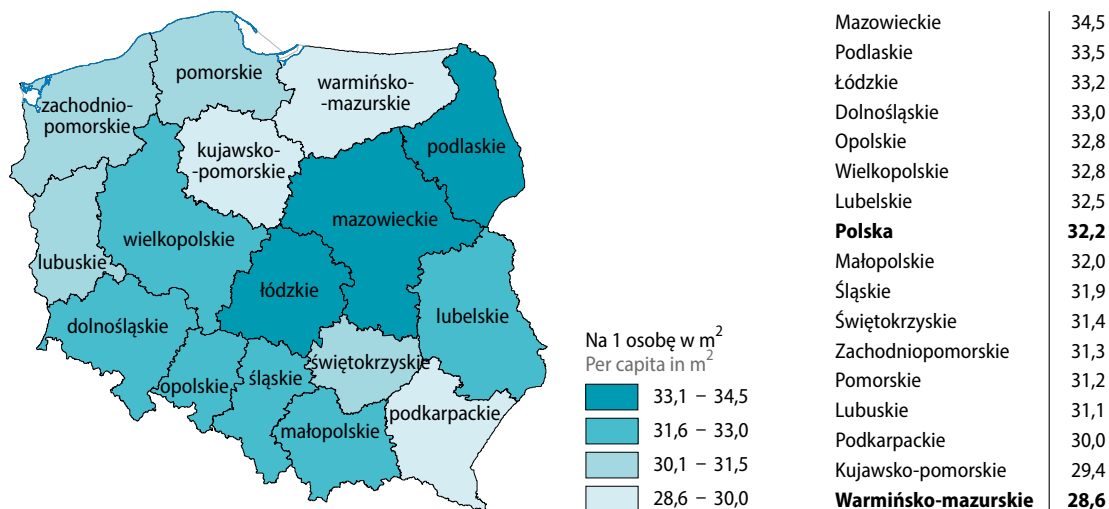 pomorskie
warmińsko-
-mazurskie
zachodnio-
pomorskie
kujawsko-
-pomorskie
podlaskie
mazowieckie
wielkopolskie
lubuskie
łódzkie
lubelskie
dolnośląskie
świętokrzyskie
opolskie
śląskie
podkarpackie
małopolskie
Na 1 osobę w m²
Per capita in m²
33,1 – 34,5
31,6 – 33,0
30,1 – 31,5
28,6 – 30,0
Mazowieckie 34,5
Podlaskie 33,5
Łódzkie 33,2
Dolnośląskie 33,0
Opolskie 32,8
Wielkopolskie 32,8
Lubelskie 32,5
Polska 32,2
Małopolskie 32,0
Śląskie 31,9
Świętokrzyskie 31,4
Zachodniopomorskie 31,3
Pomorskie 31,2
Lubuskie 31,1
Podkarpackie 30,0
Kujawsko-pomorskie 29,4
Warmińsko-mazurskie 28,6